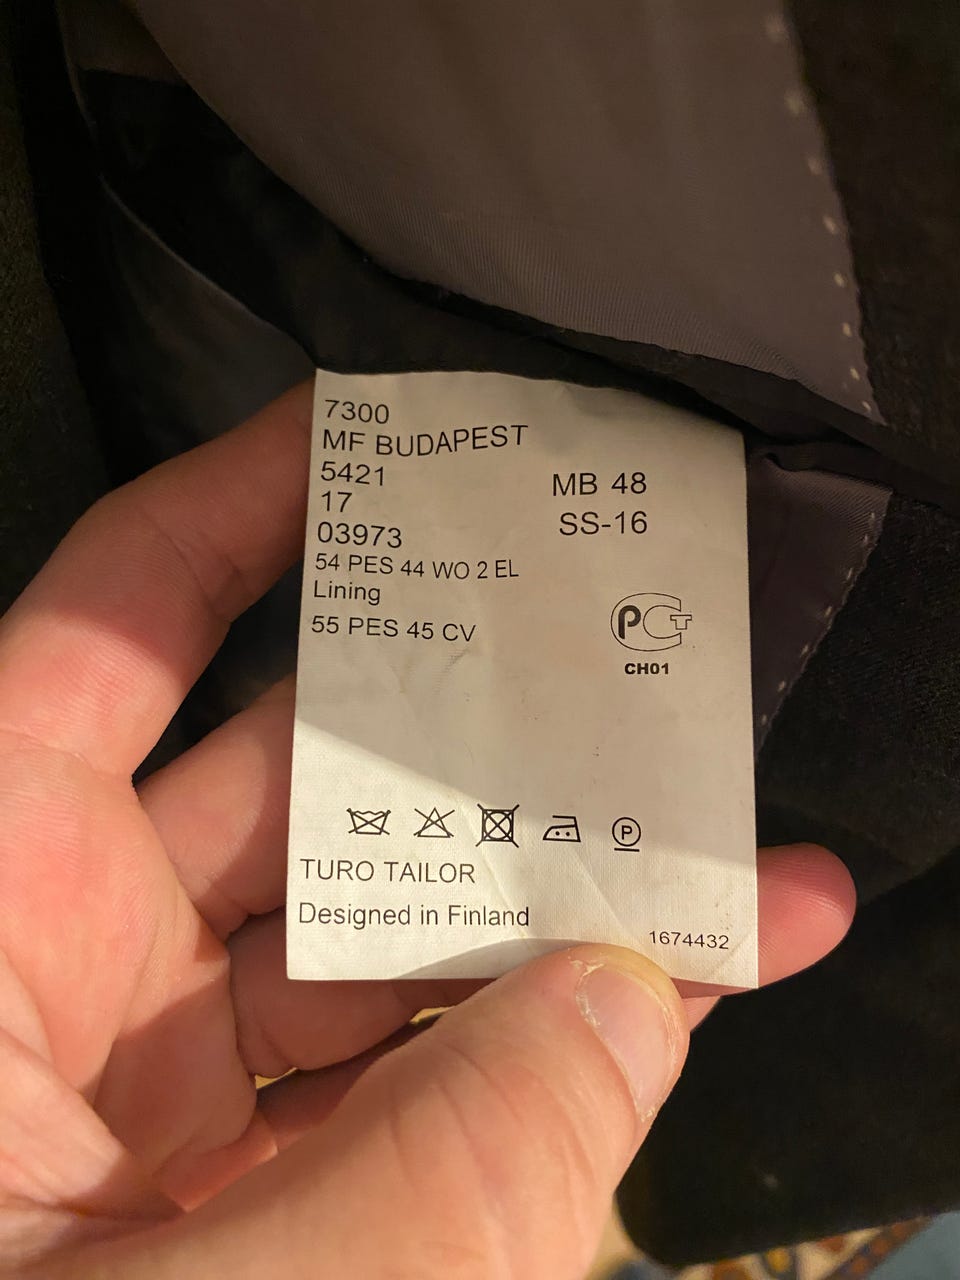 7300
MF BUDAPEST
5421
17
03973
MB 48
SS-16
54 PES 44 WO 2 EL
Lining
55 PES 45 CV
PCT
CH01
P
TURO TAILOR
Designed in Finland
1674432